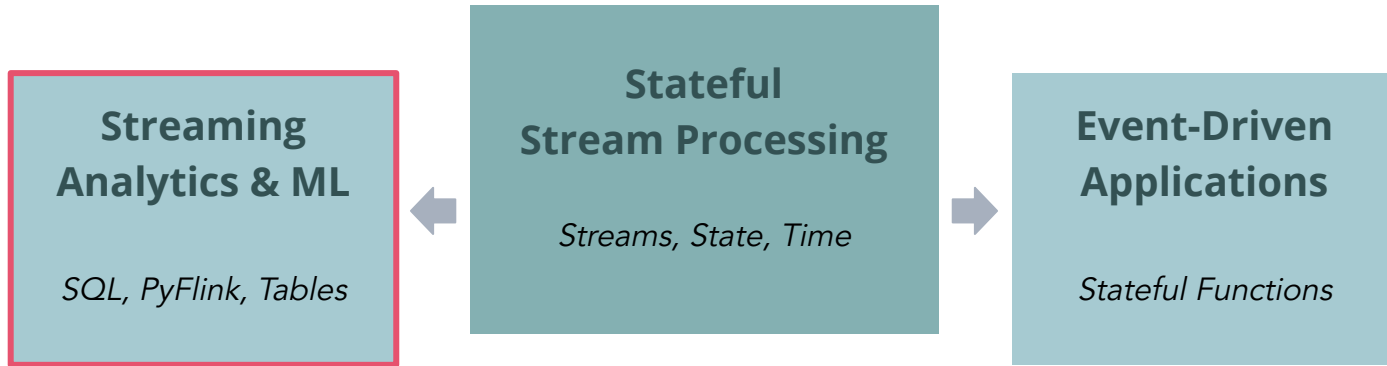 Streaming
Analytics & ML
SQL, PyFlink, Tables
Stateful
Stream Processing
Streams, State, Time
Event-Driven
Applications
Stateful Functions